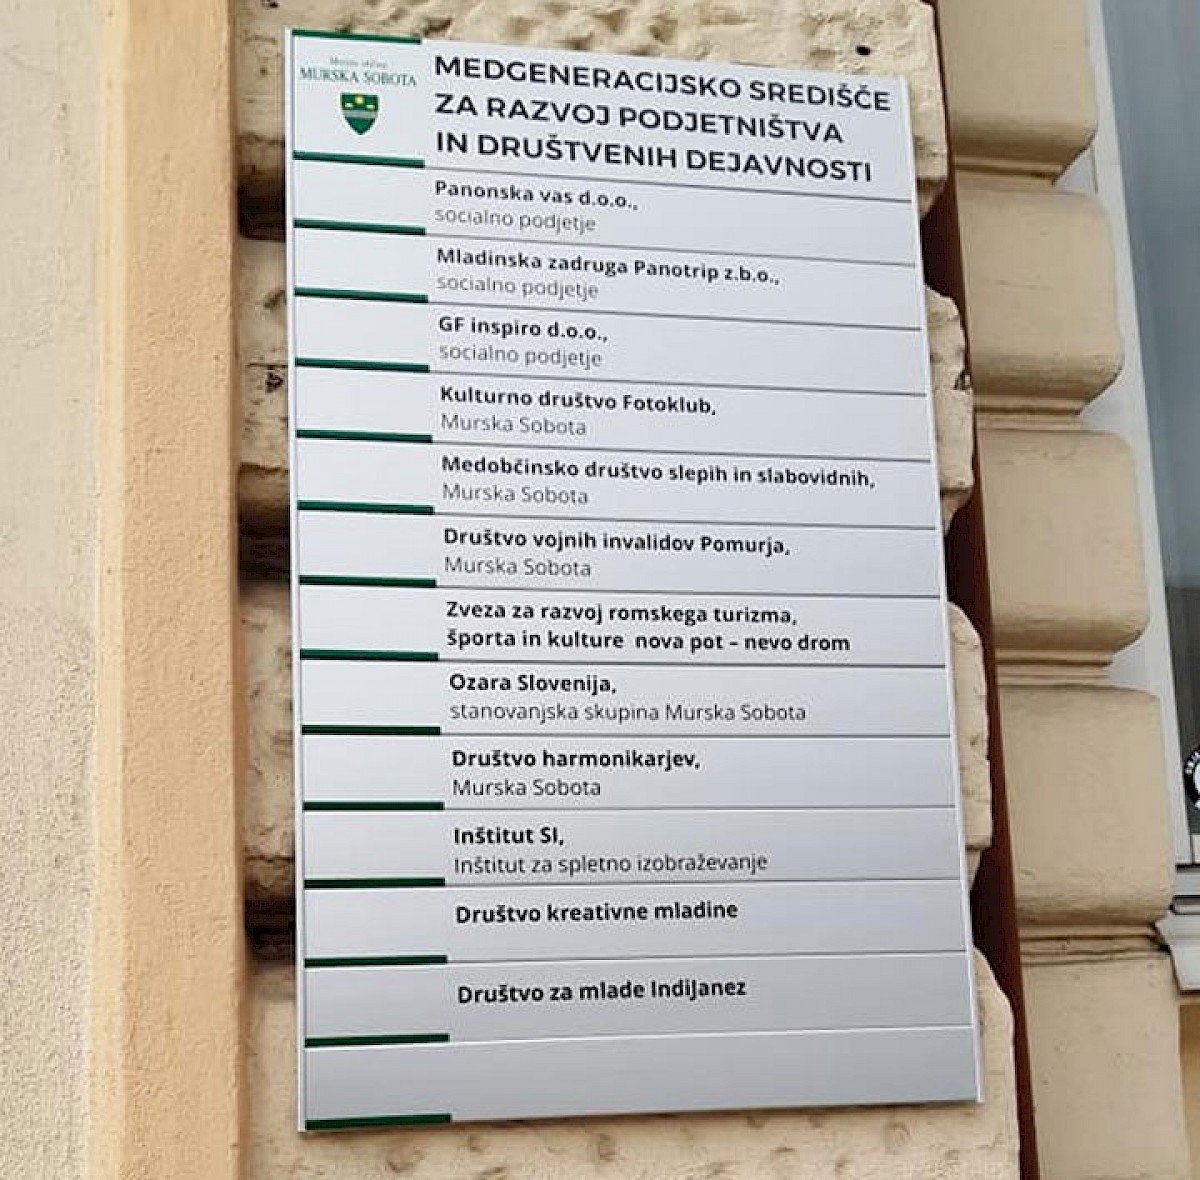 Mestna občina
MURSKA SOBOTA
MEDGENERACIJSKO SREDIŠČE
ZA RAZVOJ PODJETNIŠTVA
IN DRUŠTVENIH DEJAVNOSTI
Panonska vas d.o.o.,
socialno podjetje
Mladinska zadruga Panotrip z.b.o.,
socialno podjetje
GF inspiro d.o.o.,
socialno podjetje
Kulturno društvo Fotoklub,
Murska Sobota
Medobčinsko društvo slepih in slabovidnih,
Murska Sobota
Društvo vojnih invalidov Pomurja,
Murska Sobota
Zveza za razvoj romskega turizma,
športa in kulture nova pot – nevo drom
Ozara Slovenija,
stanovanjska skupina Murska Sobota
Društvo harmonikarjev,
Murska Sobota
Inštitut SI,
Inštitut za spletno izobraževanje
Društvo kreativne mladine
Društvo za mlade IndiJanez